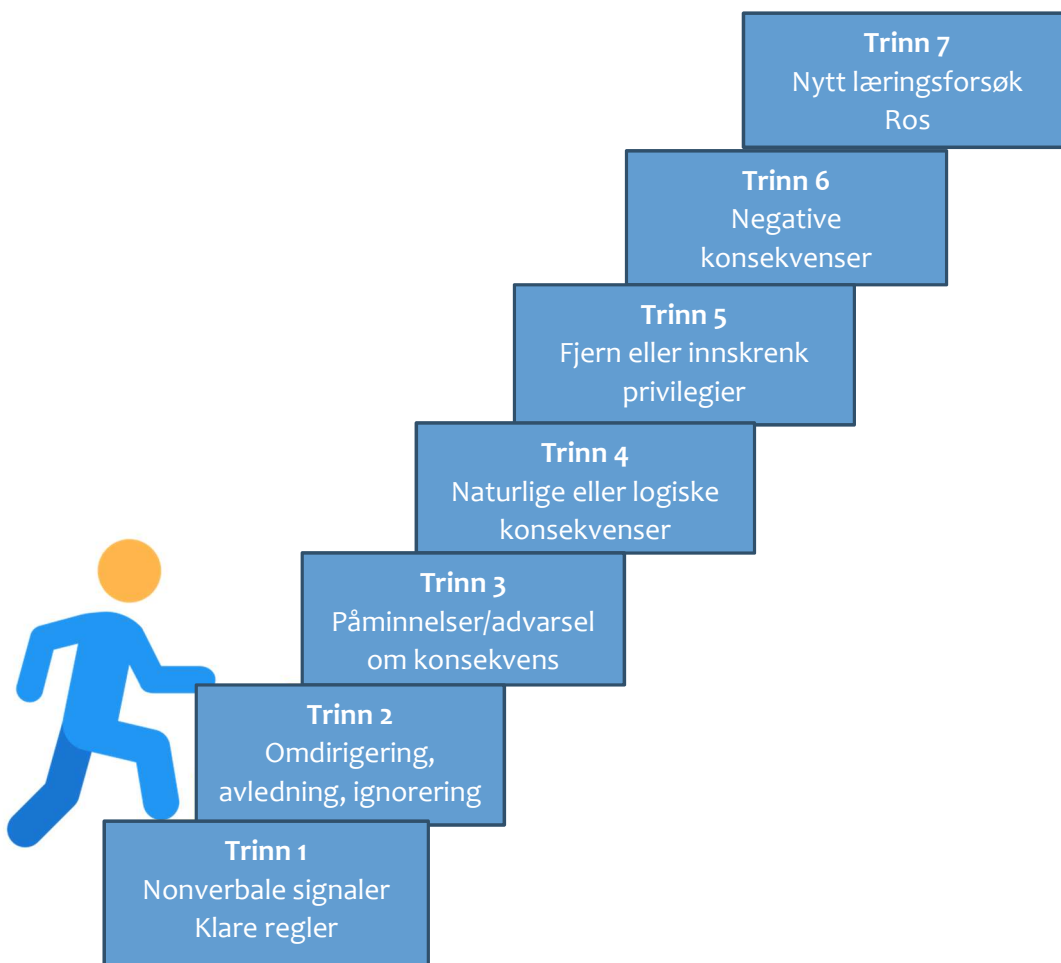 Trinn 7
Nytt læringsforsøk
Ros
Trinn 6
Negative
konsekvenser
Trinn 5
Fjern eller innskrenk
privilegier
Trinn 4
Naturlige eller logiske
konsekvenser
Trinn 3
Påminnelser/advarsel
om konsekvens
Trinn 2
Omdirigering,
avledning, ignorering
Trinn 1
Nonverbale signaler
Klare regler